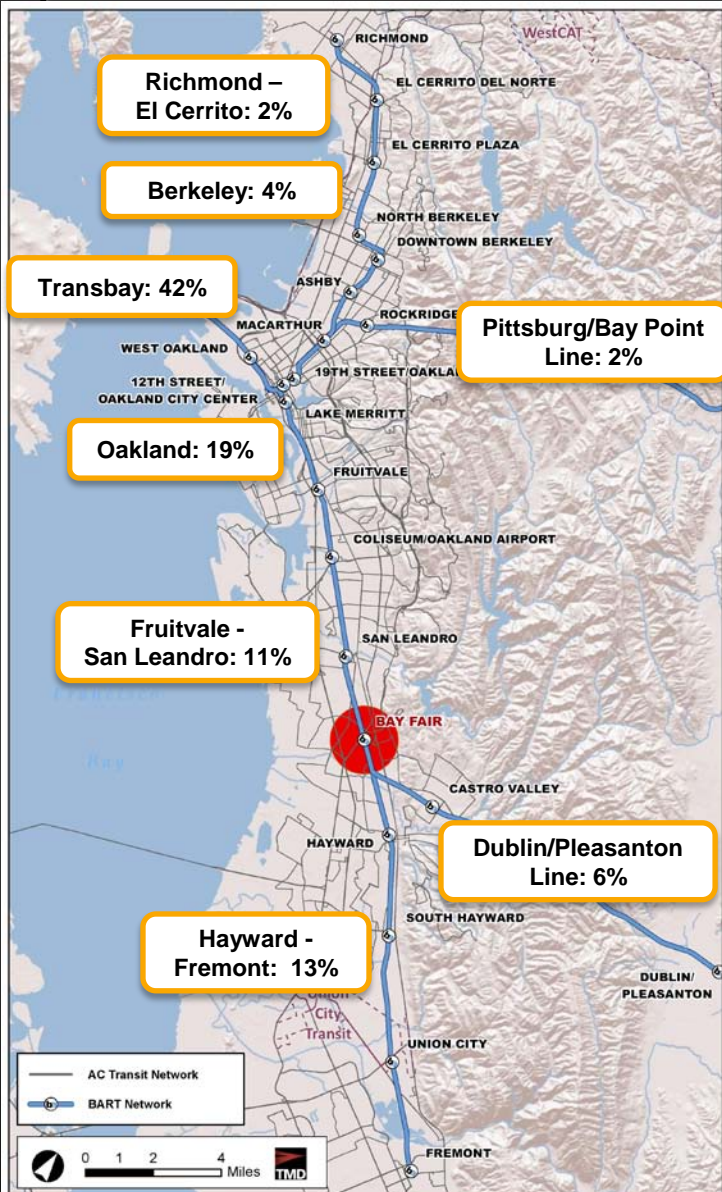 WestCAT
RICHMOND
Richmond –
El Cerrito: 2%
EL CERRITO DEL NORTE
EL CERRITO PLAZA
Berkeley: 4%
NORTH BERKELEY
DOWNTOWN BERKELEY
Transbay: 42%
ASHBY
ROCKRIDGE
MACARTHUR
Pittsburg/Bay Point
Line: 2%
WEST OAKLAND
19TH STREET/OAKL
12TH STREET/
OAKLAND CITY CENTER
LAKE MERRITT
Oakland: 19%
FRUITVALE
COLISEUM/OAKLAND AIRPORT
Fruitvale -
San Leandro: 11%
SAN LEANDRO
Francisco
Bay
BAY FAIR
CASTRO VALLEY
HAYWARD
Dublin/Pleasanton
Line: 6%
SOUTH HAYWARD
Hayward -
Fremont: 13%
DUBLIN/
PLEASANTON
Union
City
Transit
UNION CITY
AC Transit Network
BART Network
FREMONT
0 1 2 4
Miles
TMD